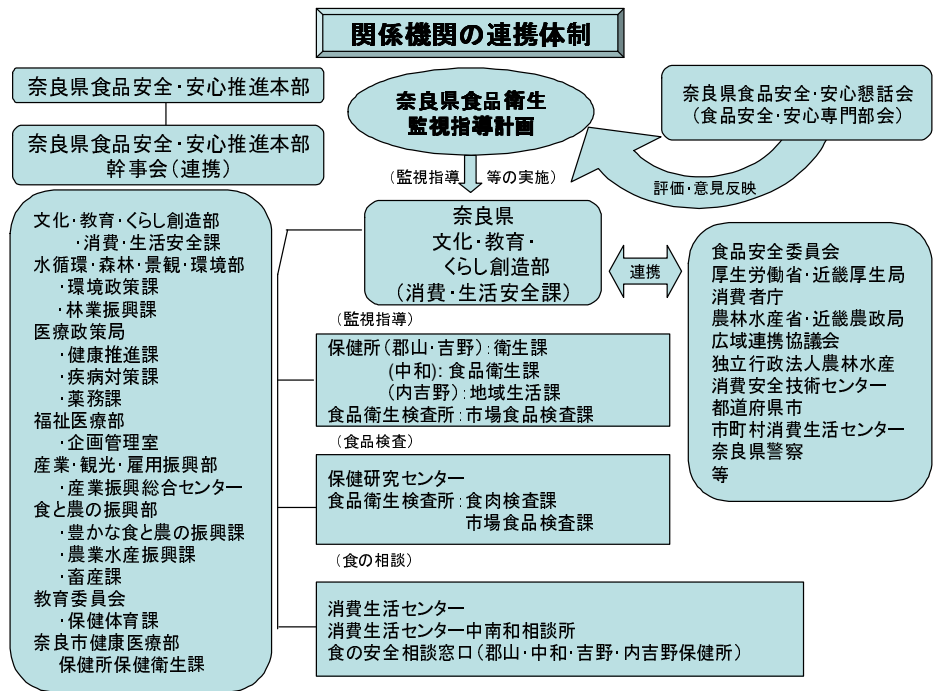 関係機関の連携体制
奈良県食品安全・安心推進本部
奈良県食品安全・安心推進本部
幹事会（連携）
奈良県食品衛生
監視指導計画
奈良県食品安全・安心懇話会
（食品安全・安心専門部会）
評価・意見反映
（監視指導 等の実施）
文化・教育・くらし創造部
・消費・生活安全課
水循環・森林・景観・環境部
・環境政策課
・林業振興課
医療政策局
・健康推進課
・疾病対策課
・薬務課
福祉医療部
・企画管理室
産業・観光・雇用振興部
・産業振興総合センター
食と農の振興部
・豊かな食と農の振興課
・農業水産振興課
・畜産課
教育委員会
・保健体育課
奈良市健康医療部
保健所保健衛生課
奈良県
文化・教育・
くらし創造部
（消費・生活安全課）
連携
食品安全委員会
厚生労働省・近畿厚生局
消費者庁
農林水産省・近畿農政局
広域連携協議会
独立行政法人農林水産
消費安全技術センター
都道府県市
市町村消費生活センター
奈良県警察
等
（監視指導）
保健所（郡山・吉野）：衛生課
(中和)：食品衛生課
（内吉野）：地域生活課
食品衛生検査所：市場食品検査課
（食品検査）
保健研究センター
食品衛生検査所：食肉検査課
市場食品検査課
（食の相談）
消費生活センター
消費生活センター中南和相談所
食の安全相談窓口（郡山・中和・吉野・内吉野保健所）